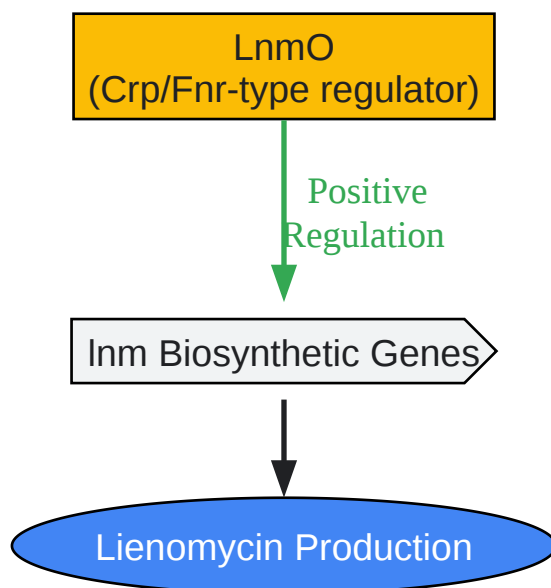 LnmO
(Crp/Fnr-type regulator)
Positive
Regulation
lnm Biosynthetic Genes
Lienomycin Production